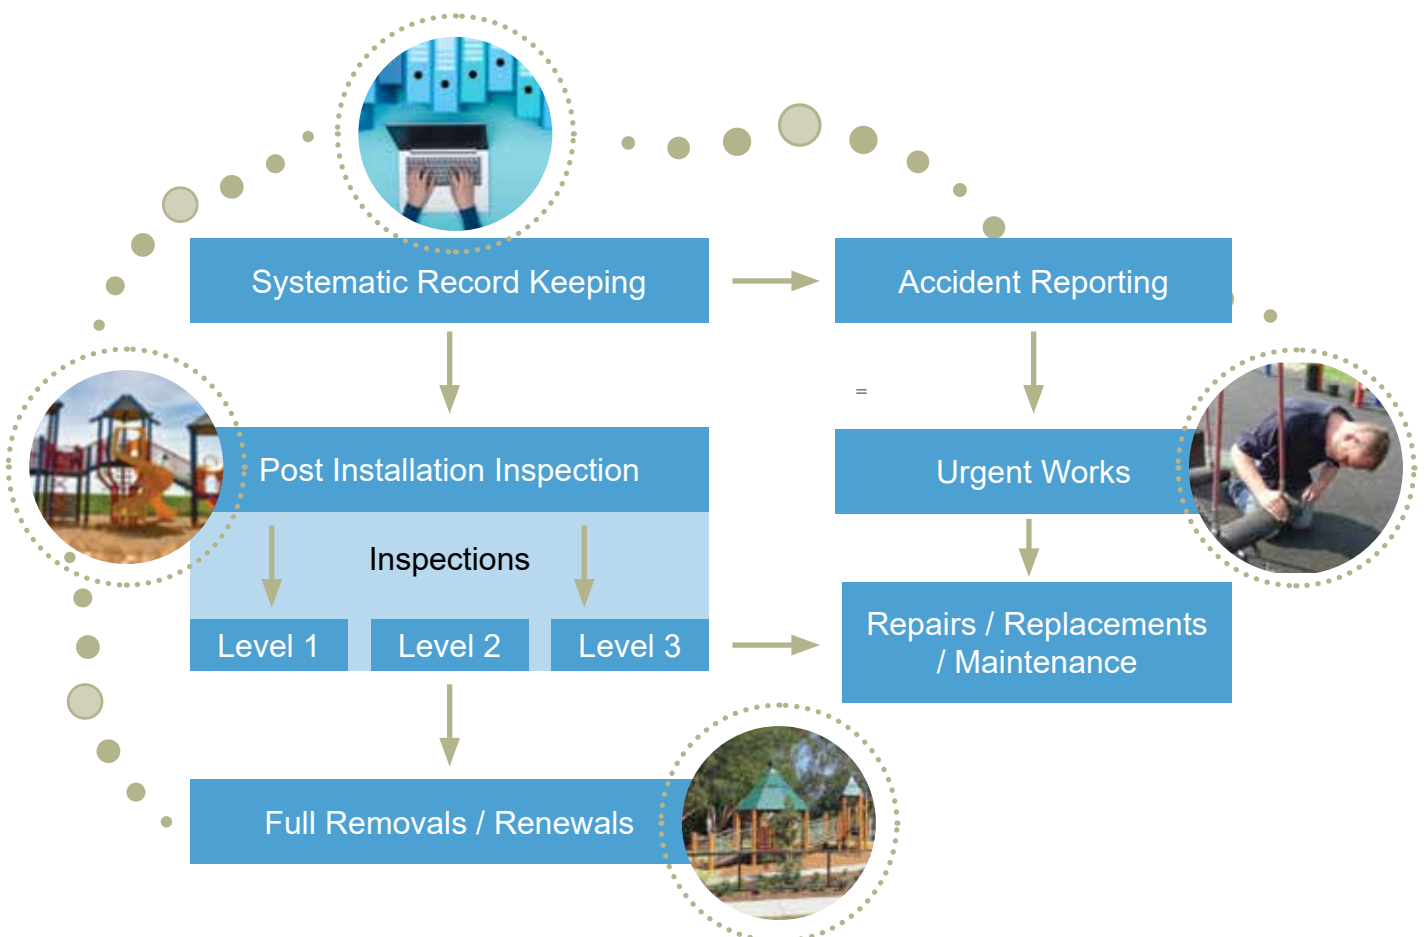 Systematic Record Keeping
Accident Reporting
=
Post Installation Inspection
Urgent Works
Inspections
Level 1
Level 2
Level 3
Repairs / Replacements
/ Maintenance
Full Removals / Renewals